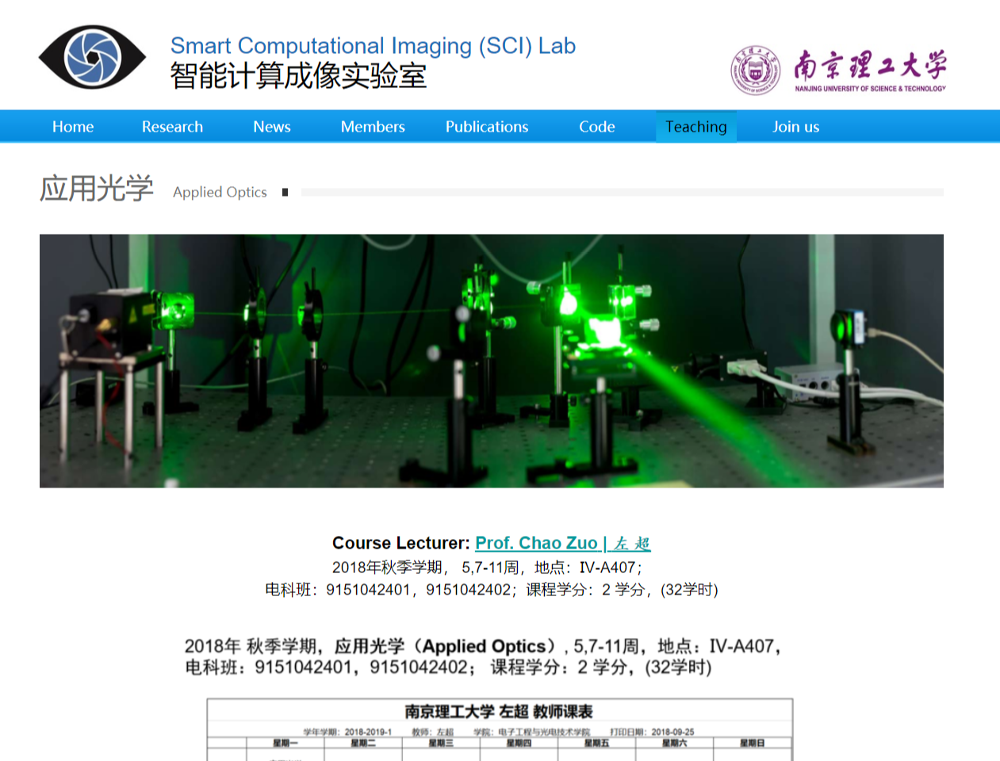 Smart Computational Imaging (SCI) Lab
智能计算成像实验室
南京理工大学
NANJING UNIVERSITY OF SCIENCE & TECHNOLOGY
Home Research News Members Publications Code Teaching Join us
应用光学 Applied Optics
Course Lecturer: Prof. Chao Zuo | 左 超
2018年秋季学期， 5,7-11周，地点：IV-A407；
电科班：9151042401，9151042402；课程学分：2 学分，(32学时)
2018年 秋季学期，应用光学（Applied Optics）, 5,7-11周，地点：IV-A407，
电科班：9151042401，9151042402； 课程学分：2 学分，(32学时)
南京理工大学 左超 教师课表
学年学期：2018-2019-1 教师：左超 学院：电子工程与光电技术学院 打印日期：2018-09-25
星期一 星期二 星期三 星期四 星期五 星期六 星期日